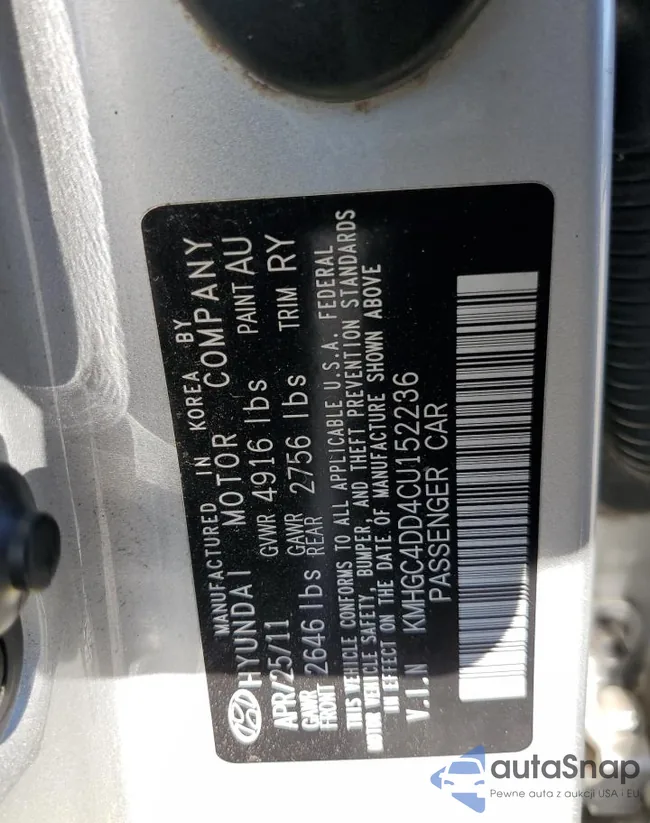 MANUFACTURED IN KOREA BY
HYUNDAI MOTOR COMPANY
APR/25/11 GVWR 4916 lbs PAINT AU
GAWR FRONT 2646 lbs GAWR REAR 2756 lbs TRIM RY
THIS VEHICLE CONFORMS TO ALL APPLICABLE U.S.A. FEDERAL
MOTOR VEHICLE SAFETY, BUMPER, AND THEFT PREVENTION STANDARDS
IN EFFECT ON THE DATE OF MANUFACTURE SHOWN ABOVE
V.I.N KMHGC4DD4CU152236
PASSENGER CAR
autaSnap
Pewne auta z aukcji USA i EU